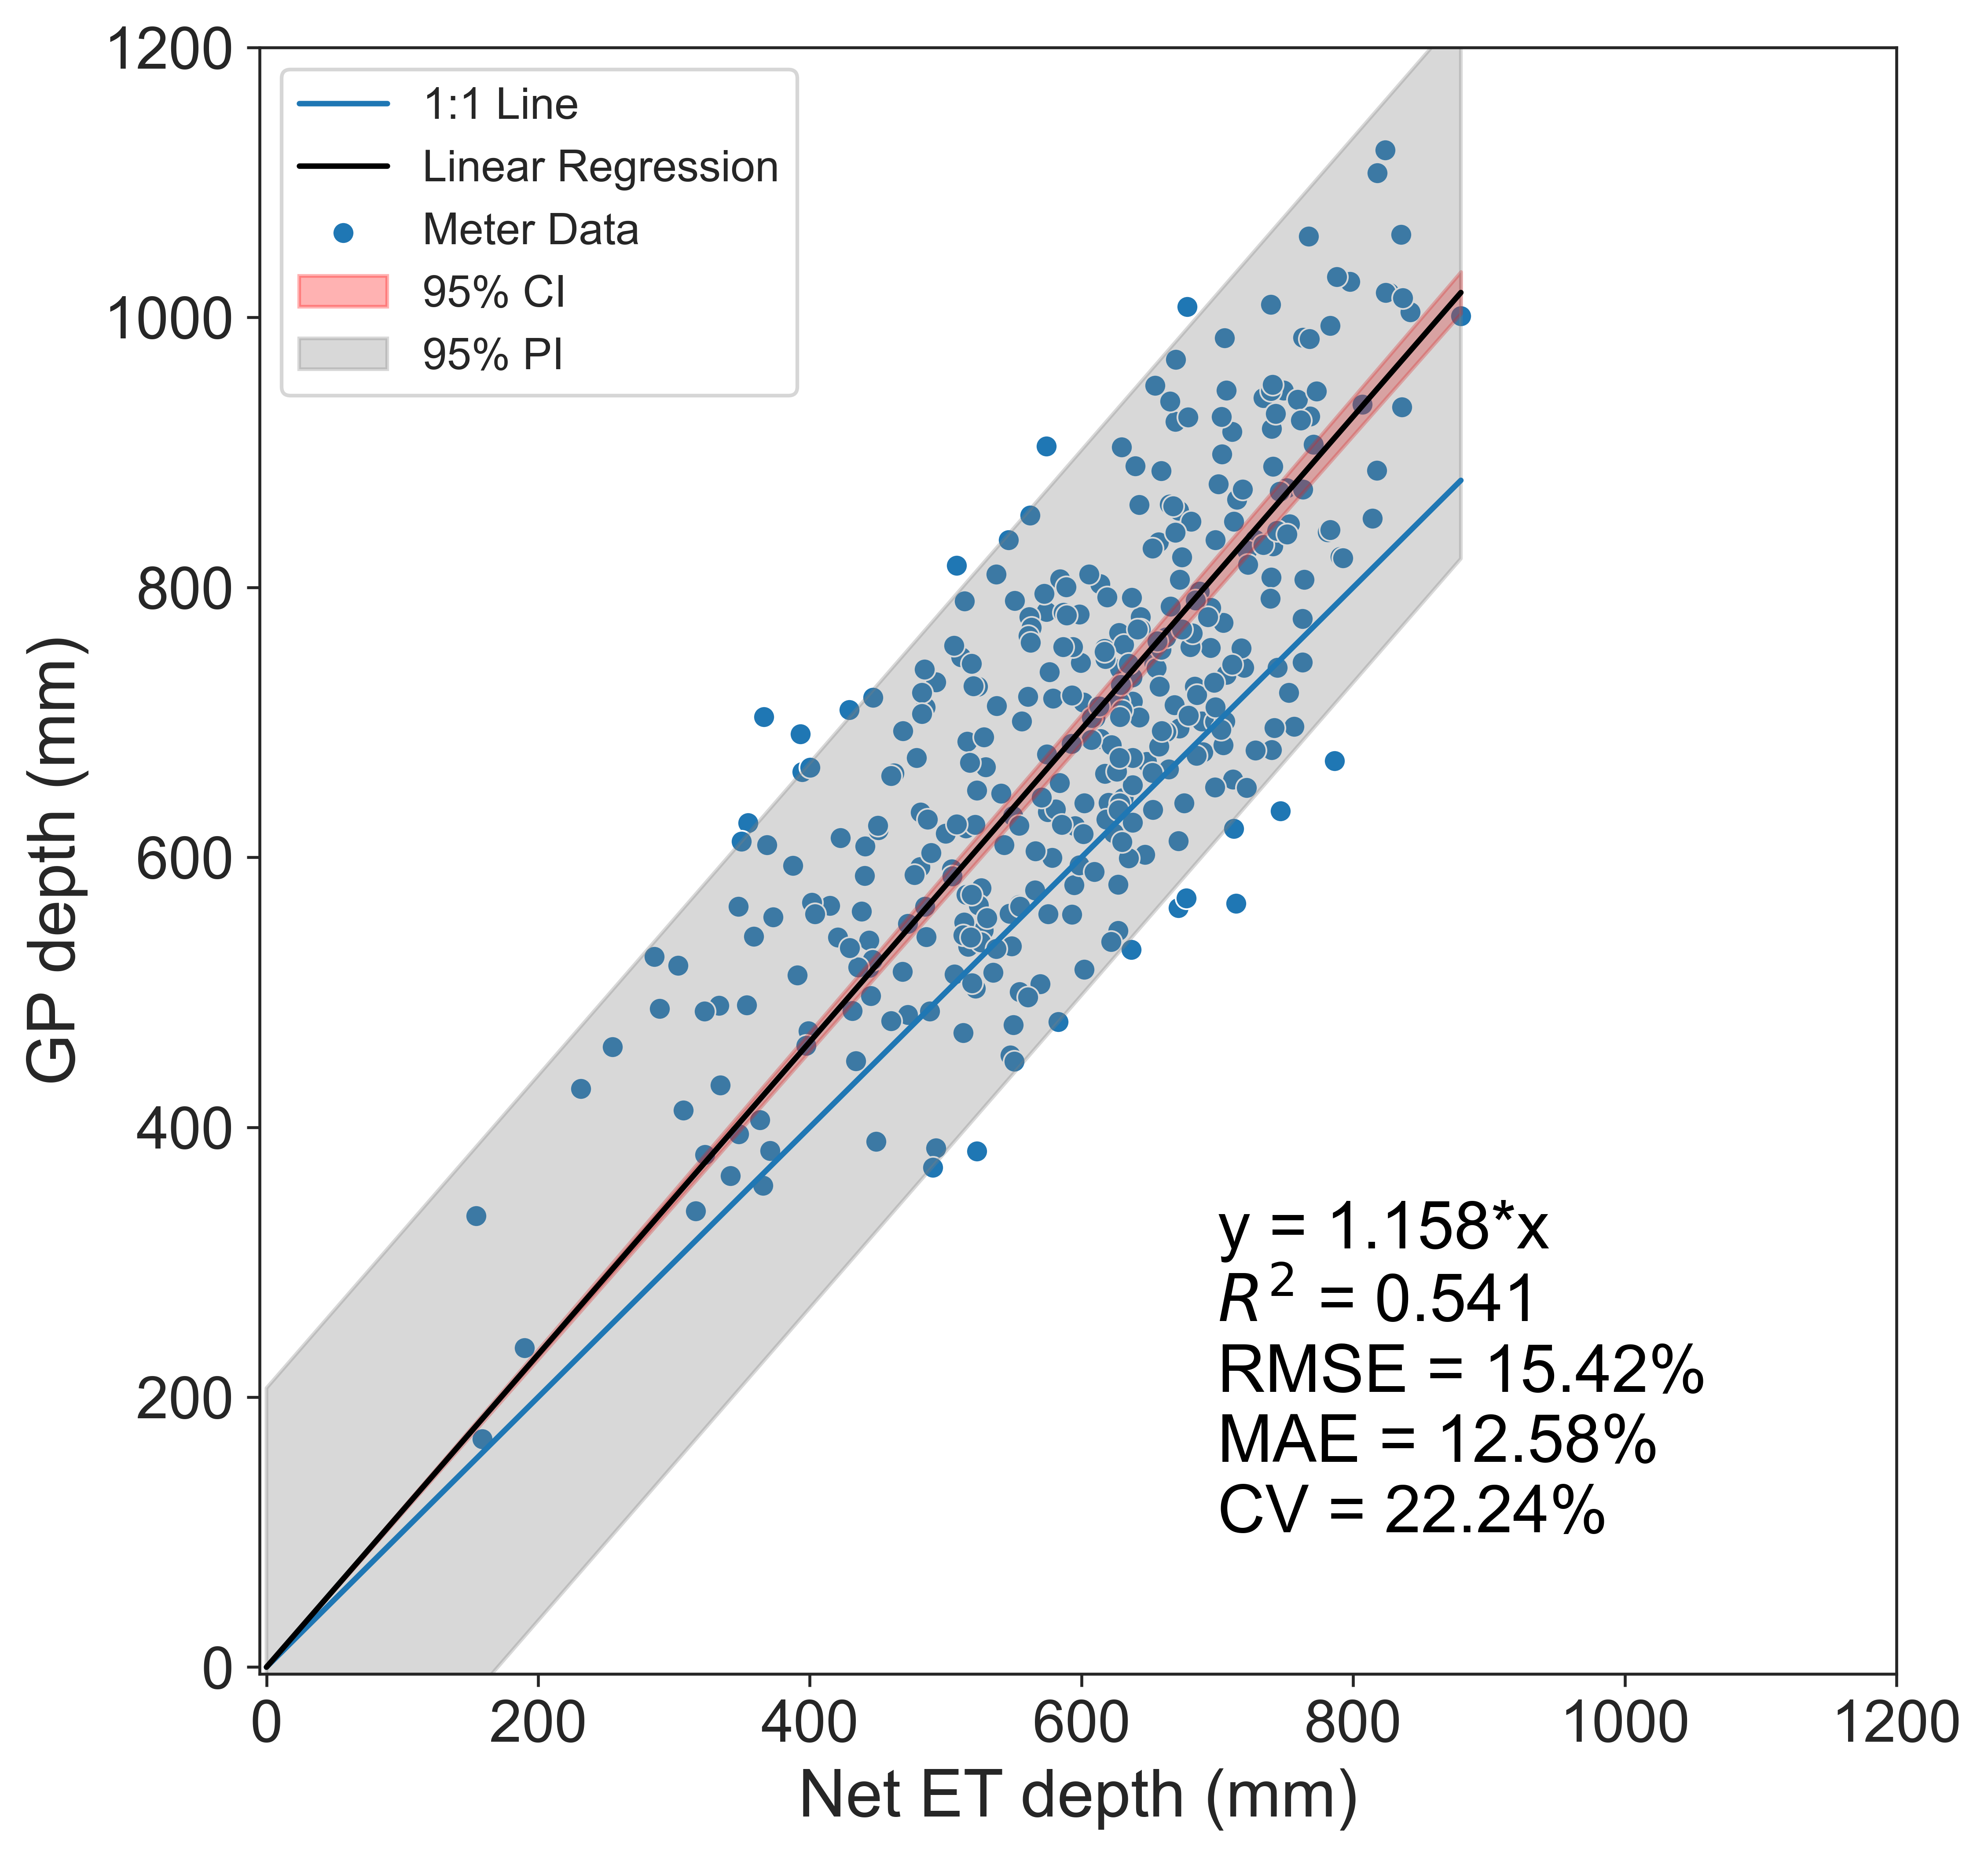 1200
1000
800
600
400
200
0
GP depth (mm)
1:1 Line
Linear Regression
Meter Data
95% CI
95% PI
y = 1.158*x
R² = 0.541
RMSE = 15.42%
MAE = 12.58%
CV = 22.24%
0 200 400 600 800 1000 1200
Net ET depth (mm)